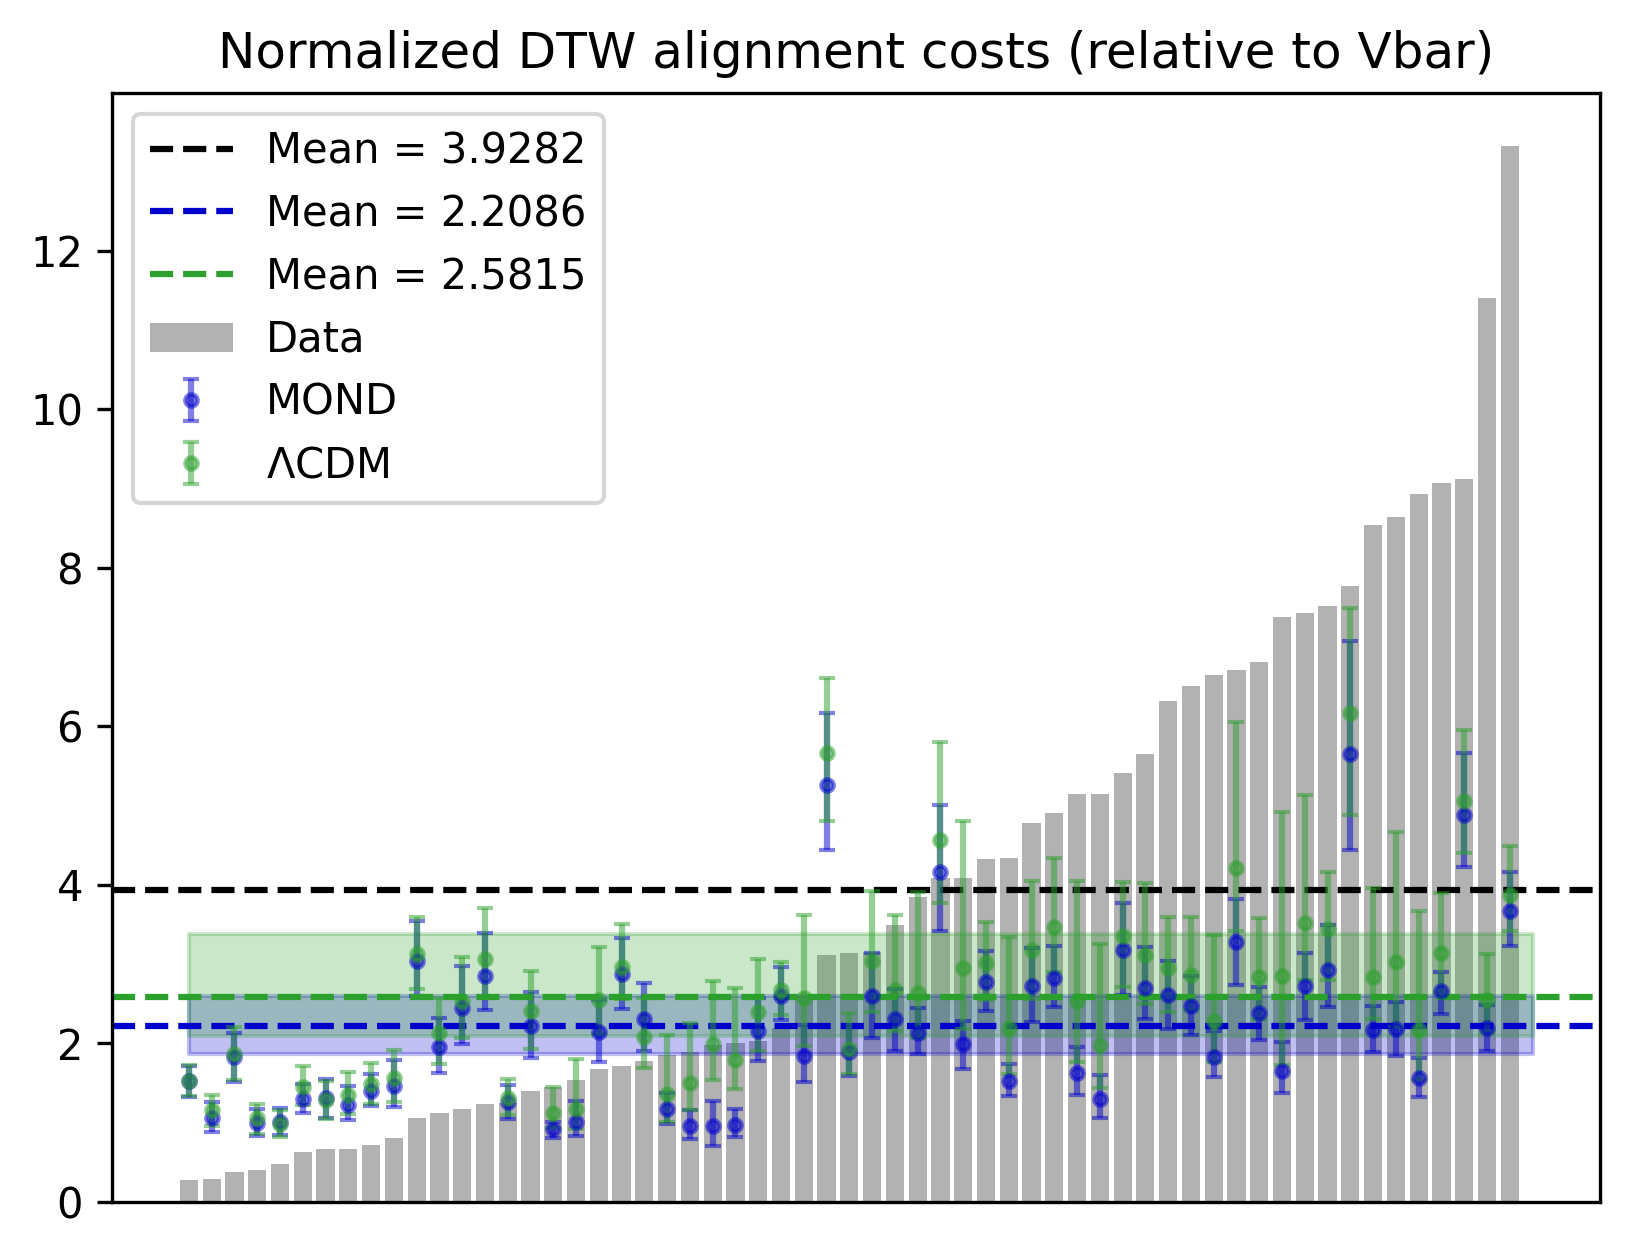 Normalized DTW alignment costs (relative to Vbar)
Mean = 3.9282
Mean = 2.2086
Mean = 2.5815
Data
MOND
ΛCDM
12
10
8
6
4
2
0